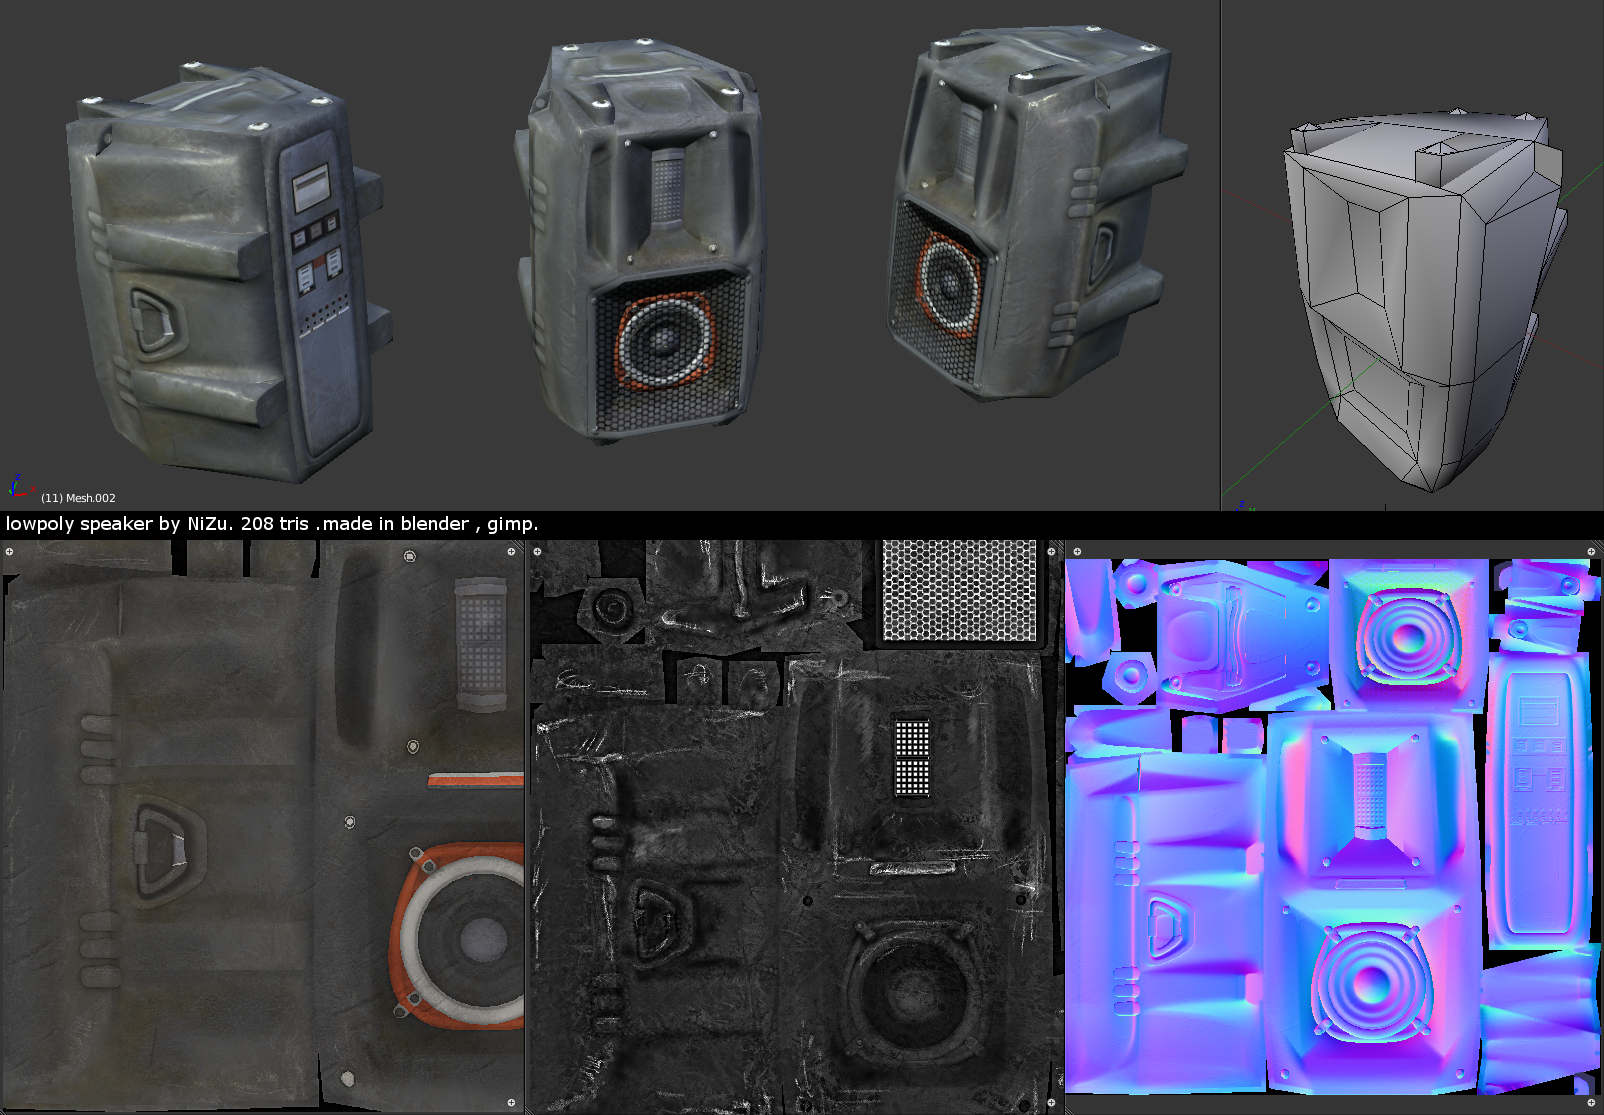 (11) Mesh.002
lowpoly speaker by NiZu. 208 tris .made in blender , gimp.